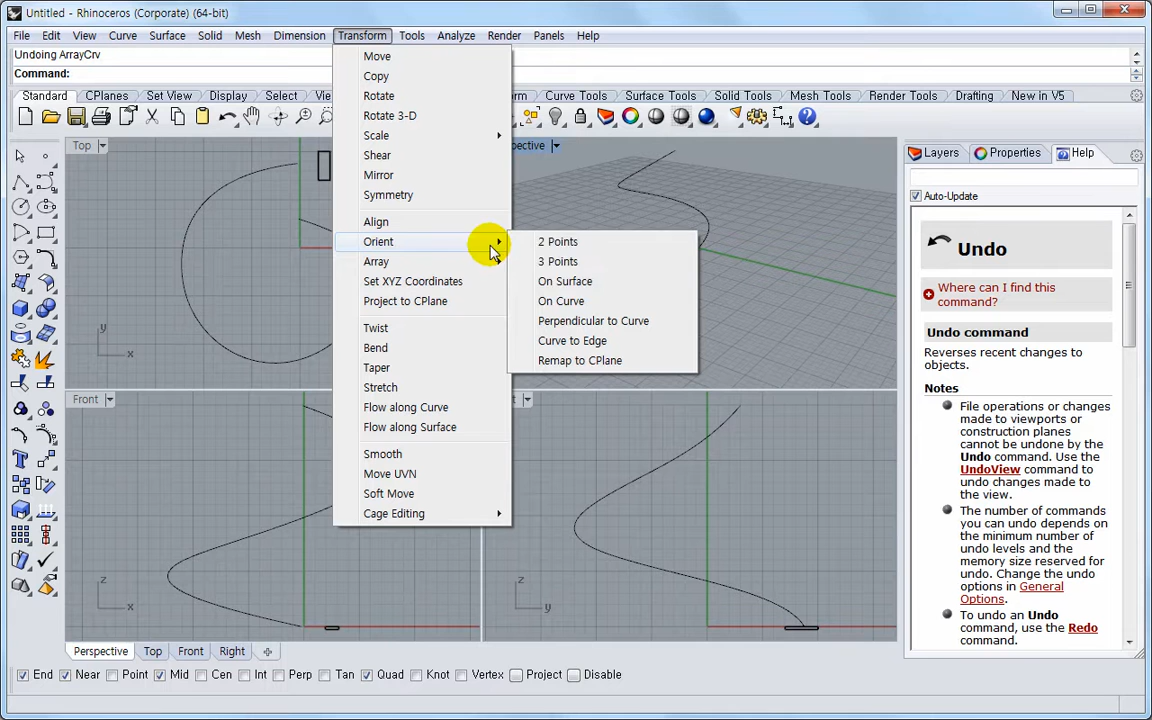 Untitled - Rhinoceros (Corporate) (64-bit)
File Edit View Curve Surface Solid Mesh Dimension Transform Tools Analyze Render Panels Help
Undoing ArrayCrv
Command:
Standard CPlanes Set View Display Select Vie
rm Curve Tools Surface Tools Solid Tools Mesh Tools Render Tools Drafting New in V5
Move
Copy
Rotate
Rotate 3-D
Scale
Shear
Mirror
Symmetry
Align
Orient
Array
Set XYZ Coordinates
Project to CPlane
Twist
Bend
Taper
Stretch
Flow along Curve
Flow along Surface
Smooth
Move UVN
Soft Move
Cage Editing
2 Points
3 Points
On Surface
On Curve
Perpendicular to Curve
Curve to Edge
Remap to CPlane
Top
y
x
spective
Front
z
x
t
z
y
Layers Properties Help
Auto-Update
Undo
Where can I find this
command?
Undo command
Reverses recent changes to
objects.
Notes
File operations or changes
made to viewports or
construction planes
cannot be undone by the
Undo command. Use the
UndoView command to
undo changes made to
the view.
The number of commands
you can undo depends on
the minimum number of
undo levels and the
memory size reserved for
undo. Change the undo
options in General
Options.
To undo an Undo
command, use the Redo
Perspective Top Front Right
End Near Point Mid Cen Int Perp Tan Quad Knot Vertex Project Disable